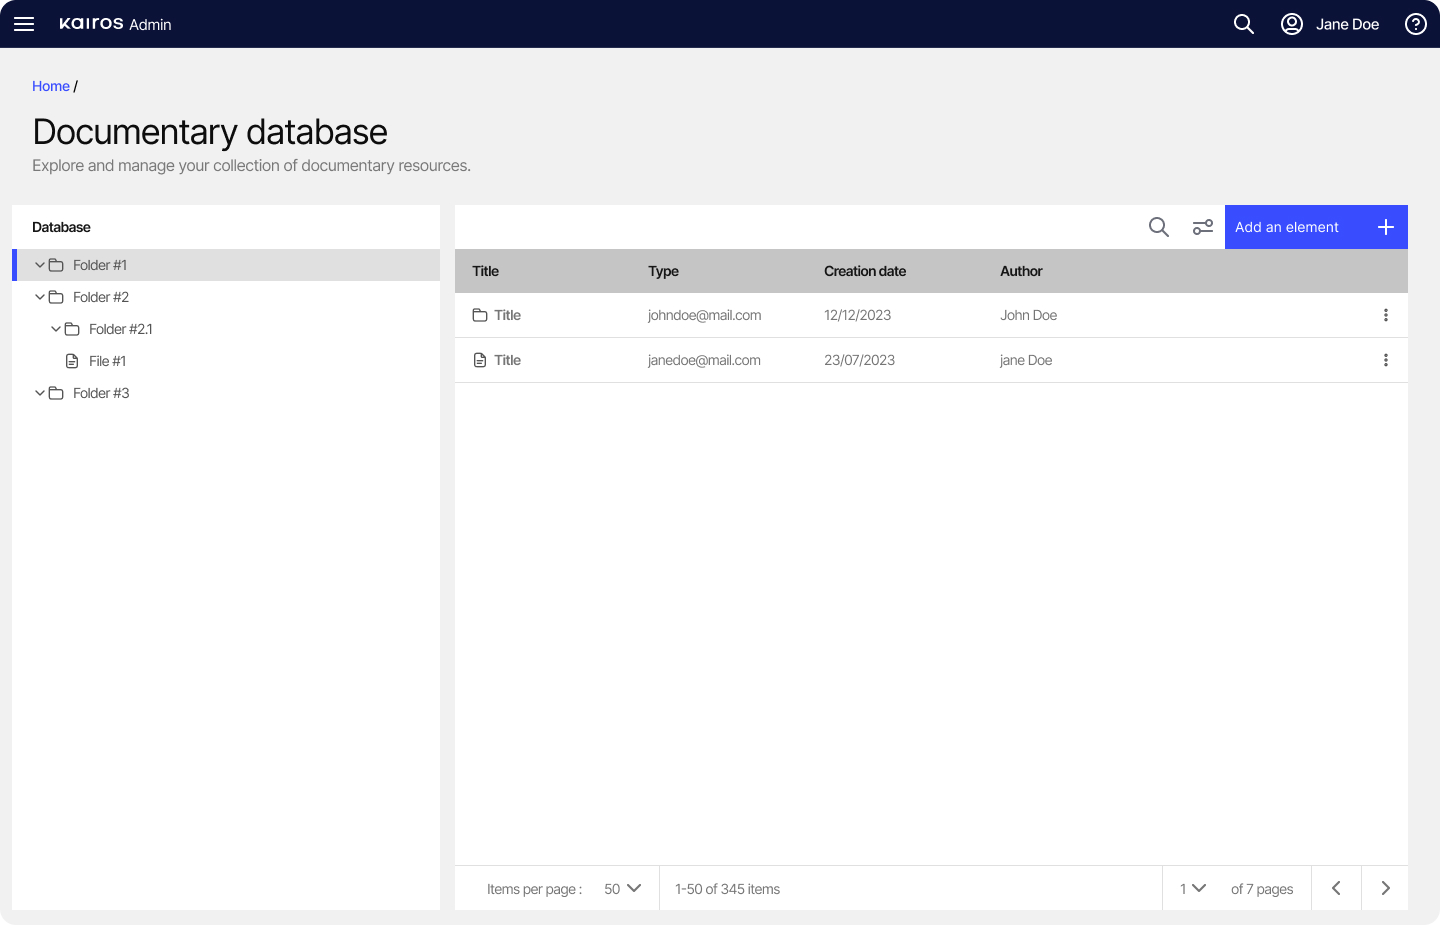 kairos Admin
Jane Doe
Home /
Documentary database
Explore and manage your collection of documentary resources.
Database
Folder #1
Folder #2
Folder #2.1
File #1
Folder #3
Add an element
Title Type Creation date Author
Title johndoe@mail.com 12/12/2023 John Doe
Title janedoe@mail.com 23/07/2023 jane Doe
Items per page : 50 1-50 of 345 items 1 of 7 pages